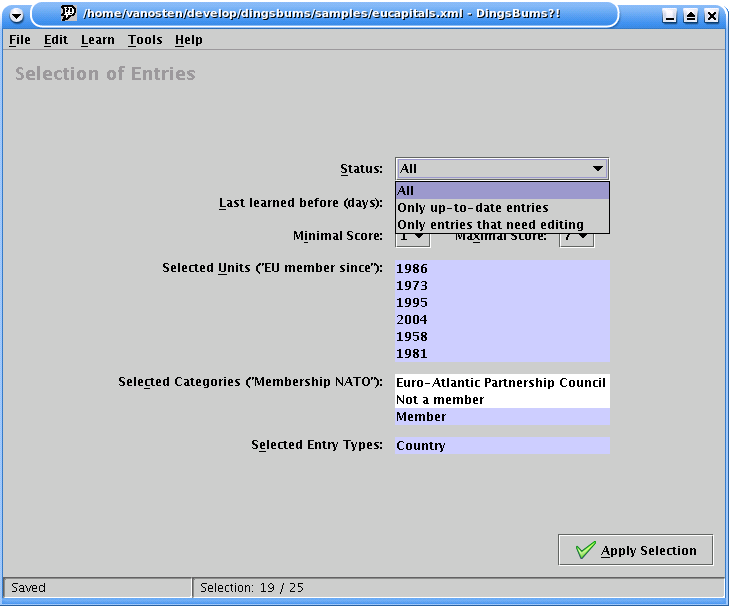 /home/vanosten/develop/dingsbums/samples/eucapitals.xml - DingsBums?!
File Edit Learn Tools Help
Selection of Entries
Status: All
All
Last learned before (days): Only up-to-date entries
Only entries that need editing
Minimal Score: 1 Maximal Score: 7
Selected Units ("EU member since"): 1986
1973
1995
2004
1958
1981
Selected Categories ("Membership NATO"): Euro-Atlantic Partnership Council
Not a member
Member
Selected Entry Types: Country
Apply Selection
Saved Selection: 19 / 25